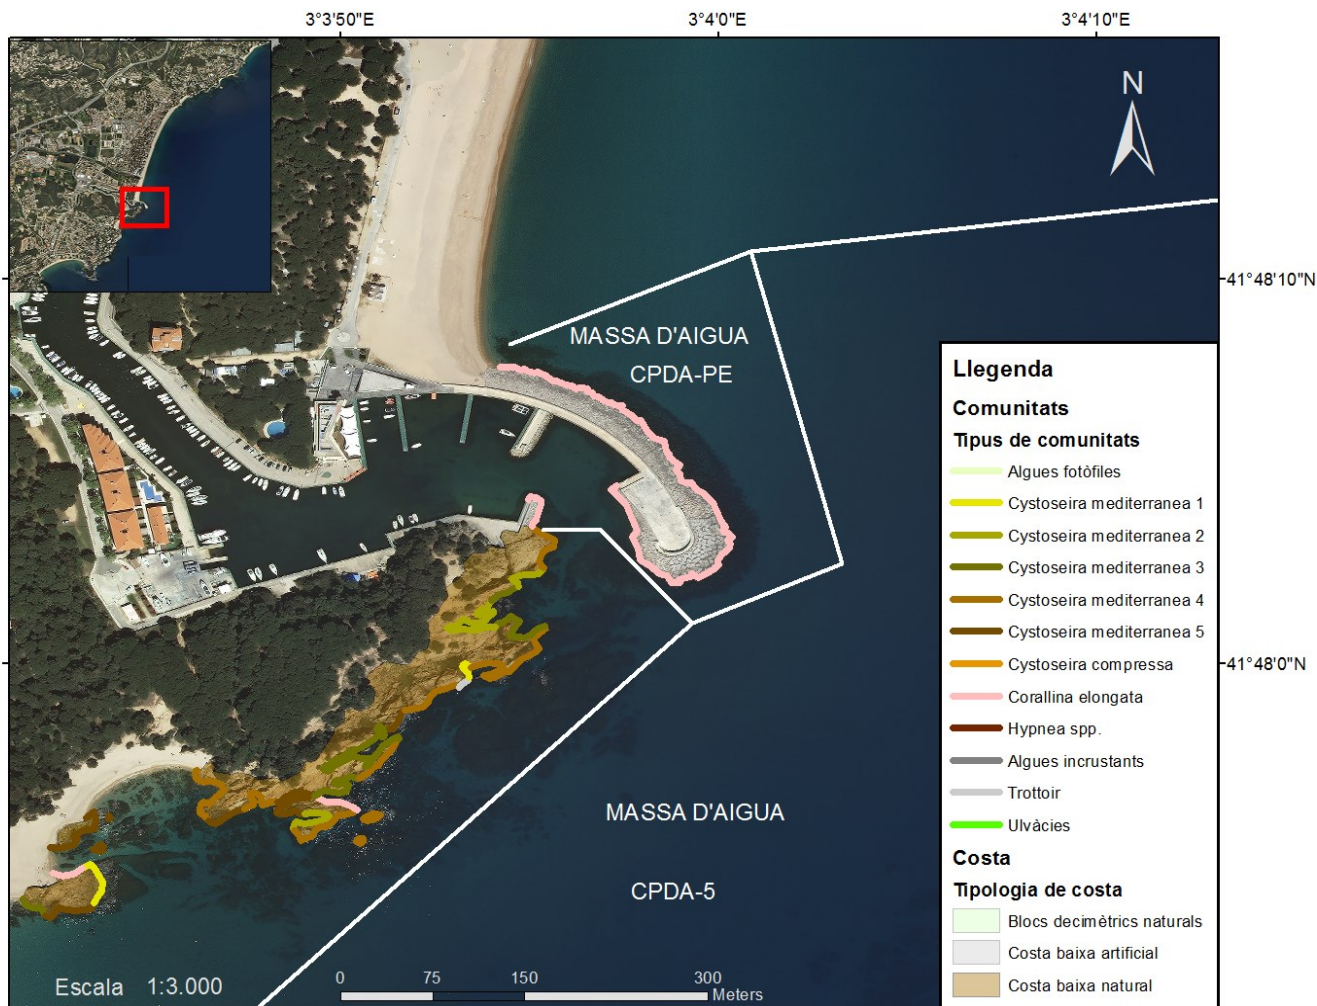 3°3'50"E
3°4'0"E
3°4'10"E
N
41°48'10"N
MASSA D'AIGUA
CPDA-PE
Llegenda
Comunitats
Tipus de comunitats
Algues fotòfiles
Cystoseira mediterranea 1
Cystoseira mediterranea 2
Cystoseira mediterranea 3
Cystoseira mediterranea 4
Cystoseira mediterranea 5
Cystoseira compressa
Corallina elongata
Hypnea spp.
Algues incrustants
Trottoir
Ulvàcies
Costa
Tipologia de costa
Blocs decimètrics naturals
Costa baixa artificial
Costa baixa natural
41°48'0"N
MASSA D'AIGUA
CPDA-5
Escala 1:3.000
0 75 150 300
Meters